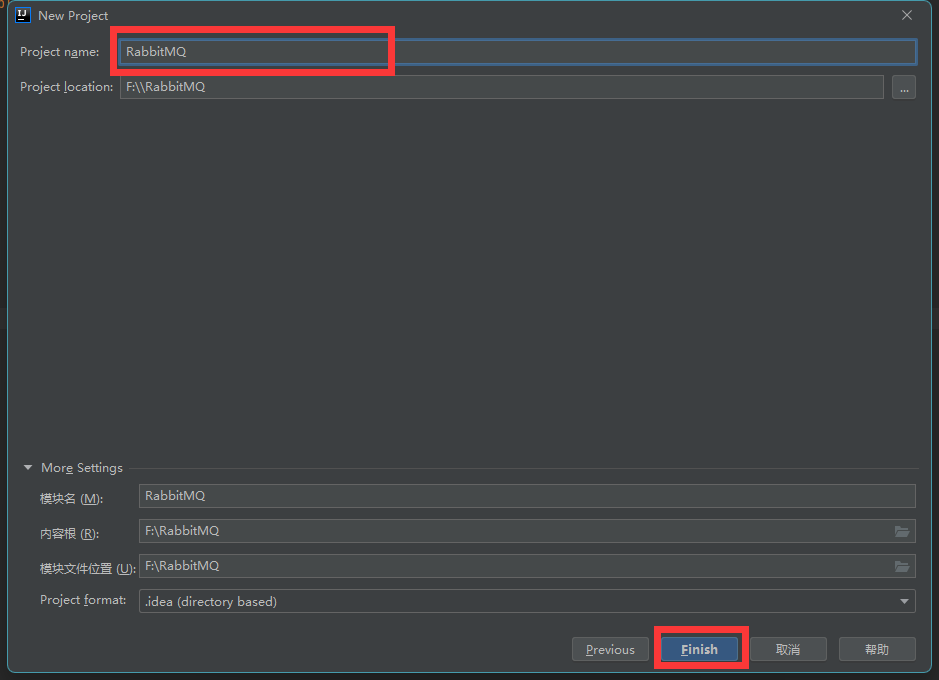 New Project
Project name: RabbitMQ
Project location: F:\\RabbitMQ ...
More Settings
模块名 (M): RabbitMQ
内容根 (R): F:\RabbitMQ
模块文件位置 (U): F:\RabbitMQ
Project format: .idea (directory based)
Previous Finish 取消 帮助